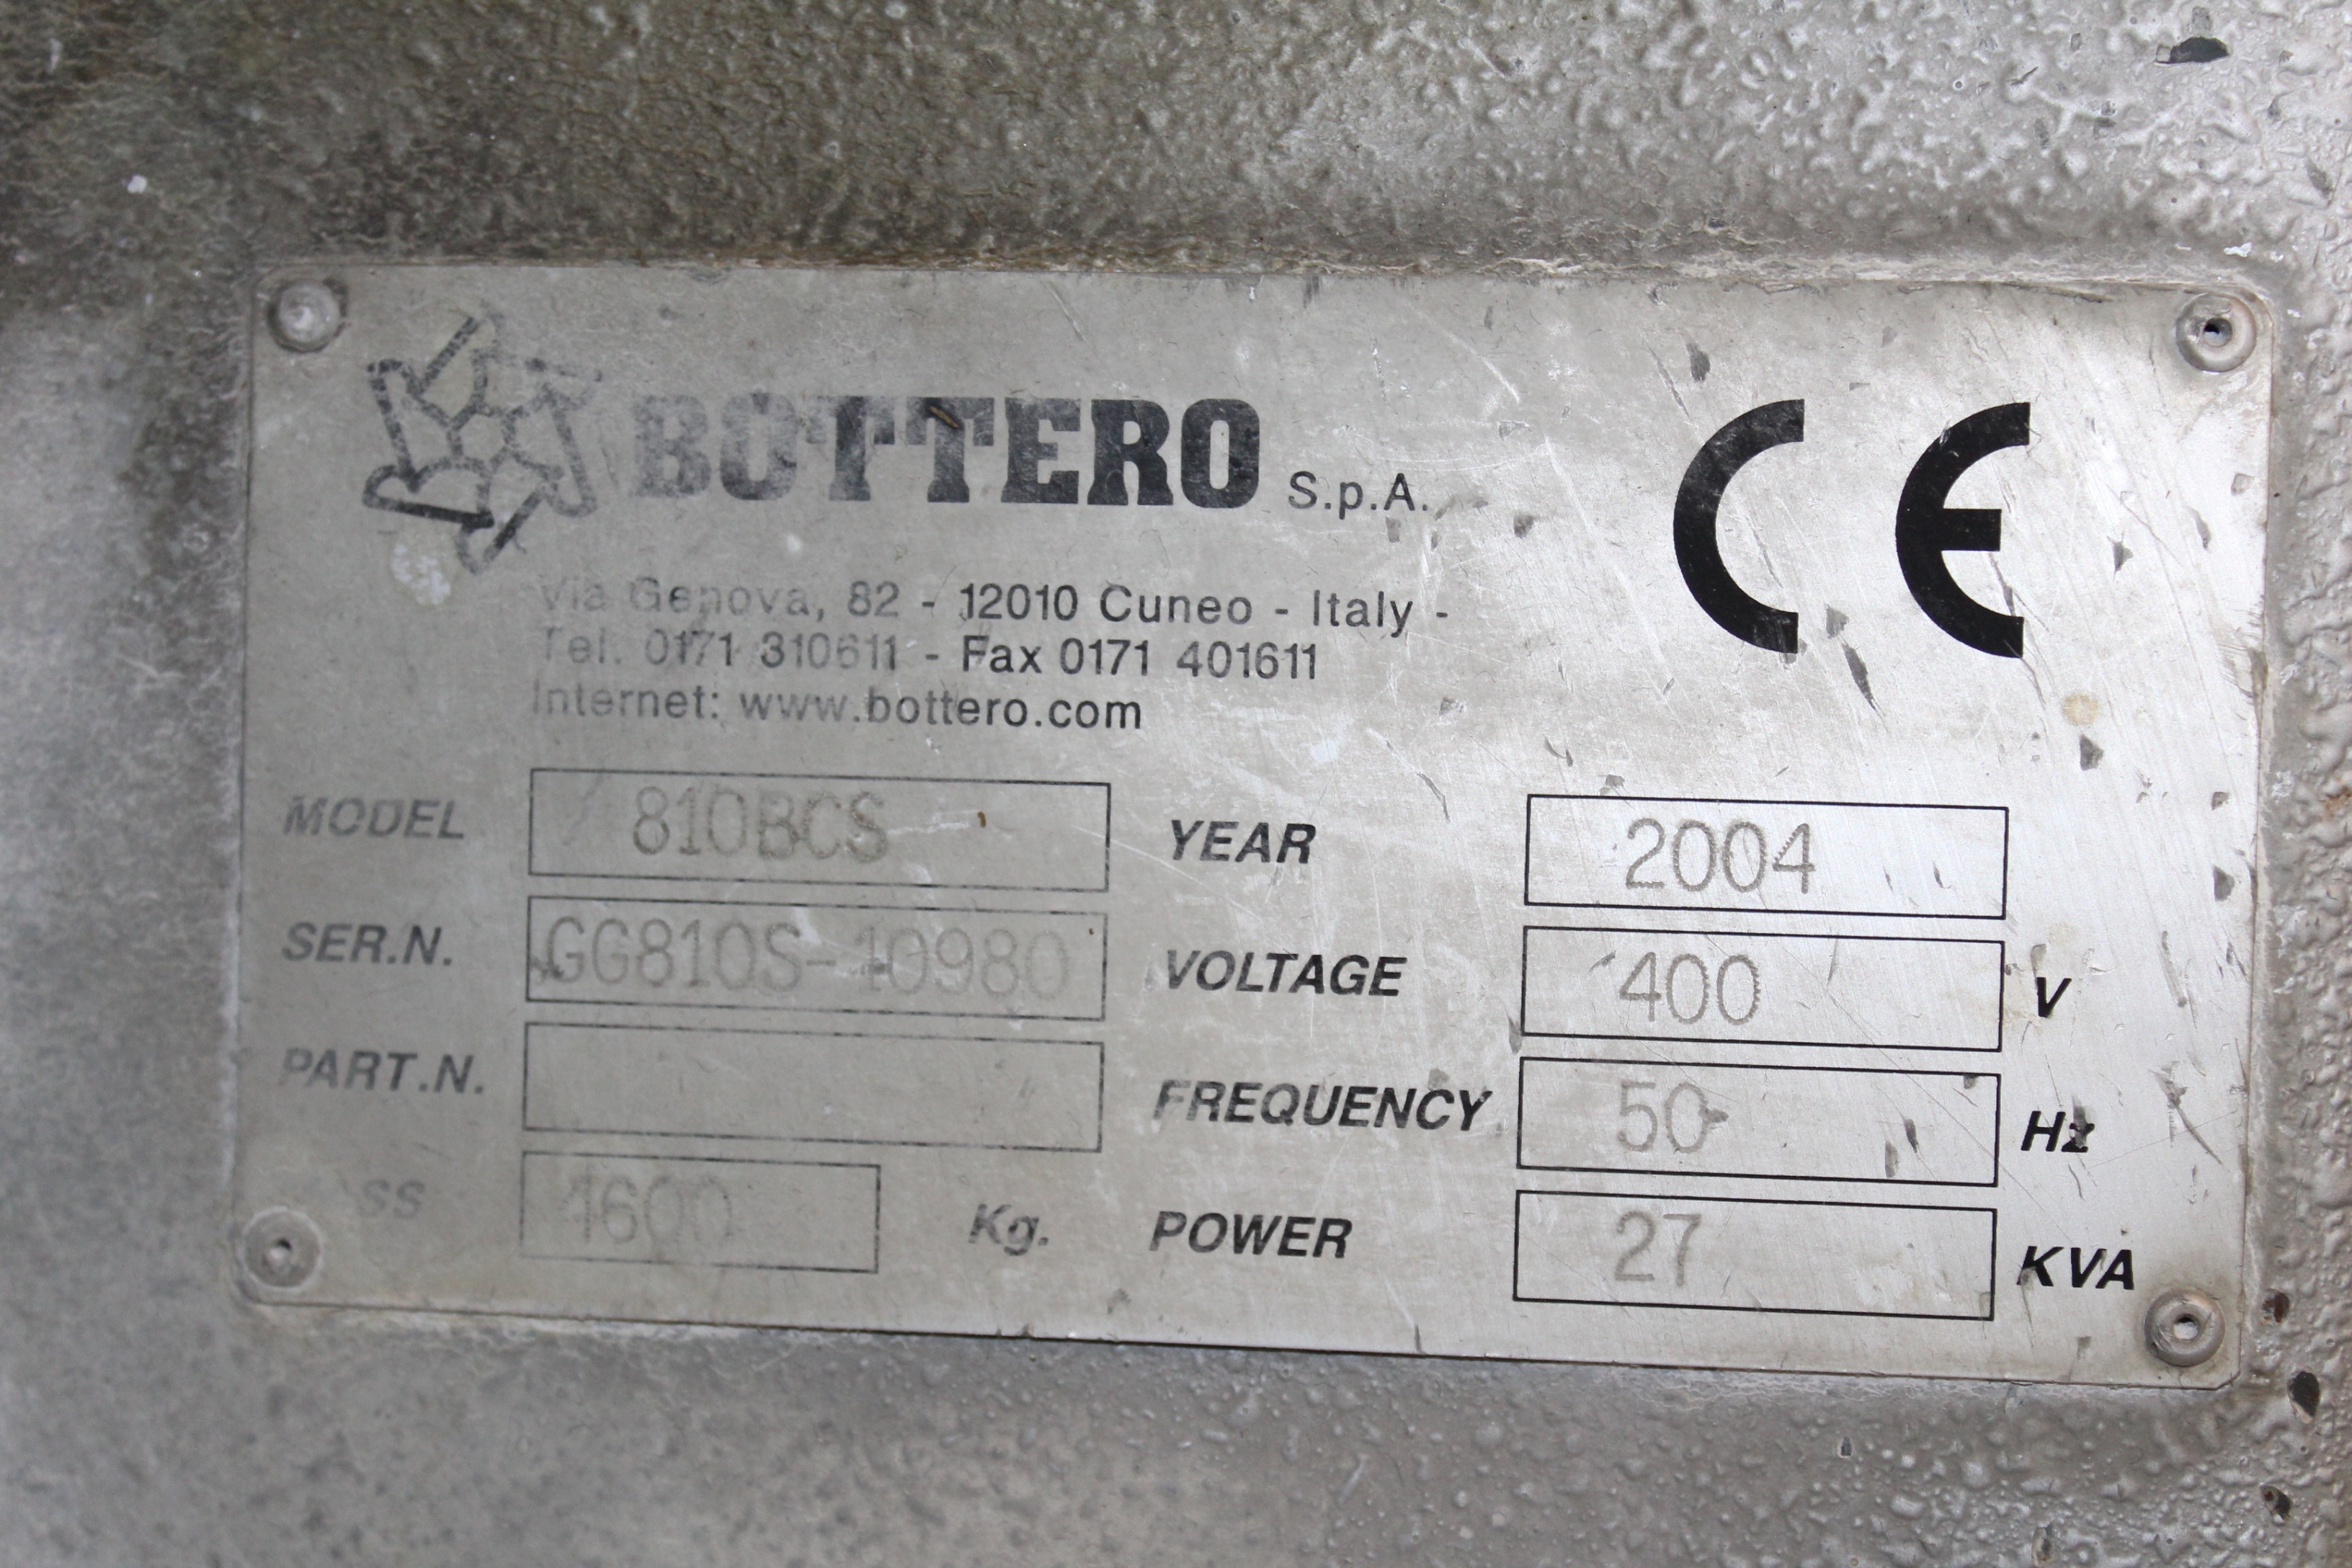 BOTTERO S.p.A. CE
Via Genova, 82 - 12010 Cuneo - Italy -
Tel. 0171 310611 - Fax 0171 401611
Internet: www.bottero.com
MODEL 810BCS YEAR 2004
SER.N. GG810S-10980 VOLTAGE 400 V
PART.N. FREQUENCY 50 Hz
SS 1600 Kg. POWER 27 KVA